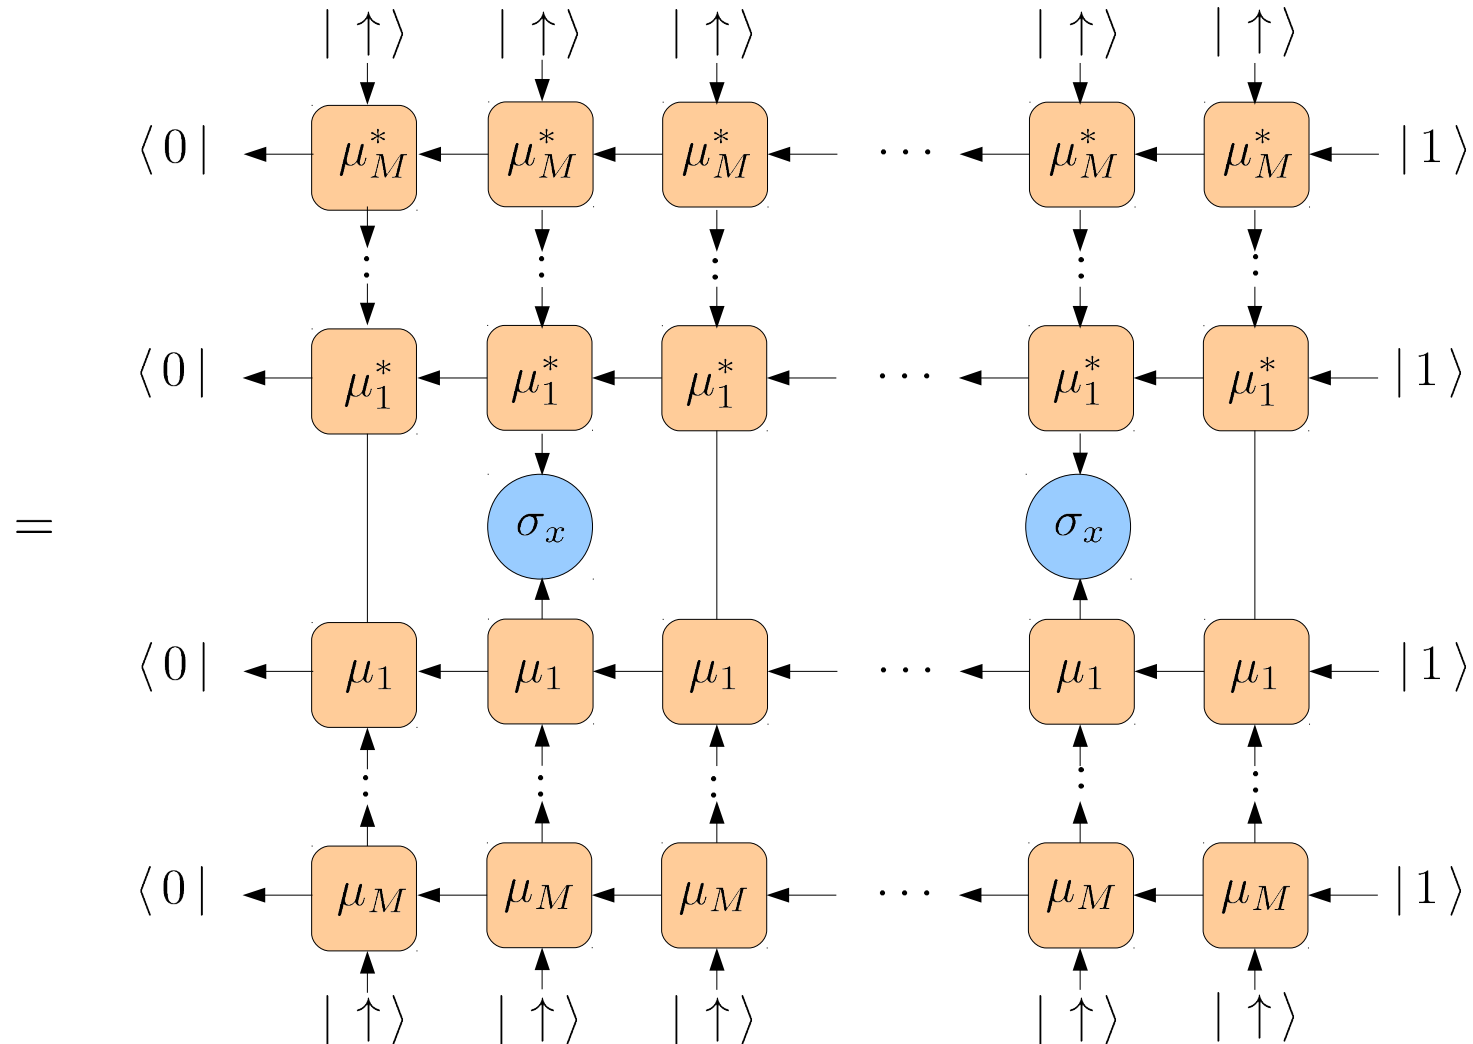 | ↑⟩ | ↑⟩ | ↑⟩ | ↑⟩ | ↑⟩
⟨0| μ*_M μ*_M μ*_M ··· μ*_M μ*_M |1⟩
⋮ ⋮ ⋮ ⋮ ⋮
⟨0| μ*_1 μ*_1 μ*_1 ··· μ*_1 μ*_1 |1⟩
= σ_x σ_x
⟨0| μ_1 μ_1 μ_1 ··· μ_1 μ_1 |1⟩
⋮ ⋮ ⋮ ⋮ ⋮
⟨0| μ_M μ_M μ_M ··· μ_M μ_M |1⟩
| ↑⟩ | ↑⟩ | ↑⟩ | ↑⟩ | ↑⟩